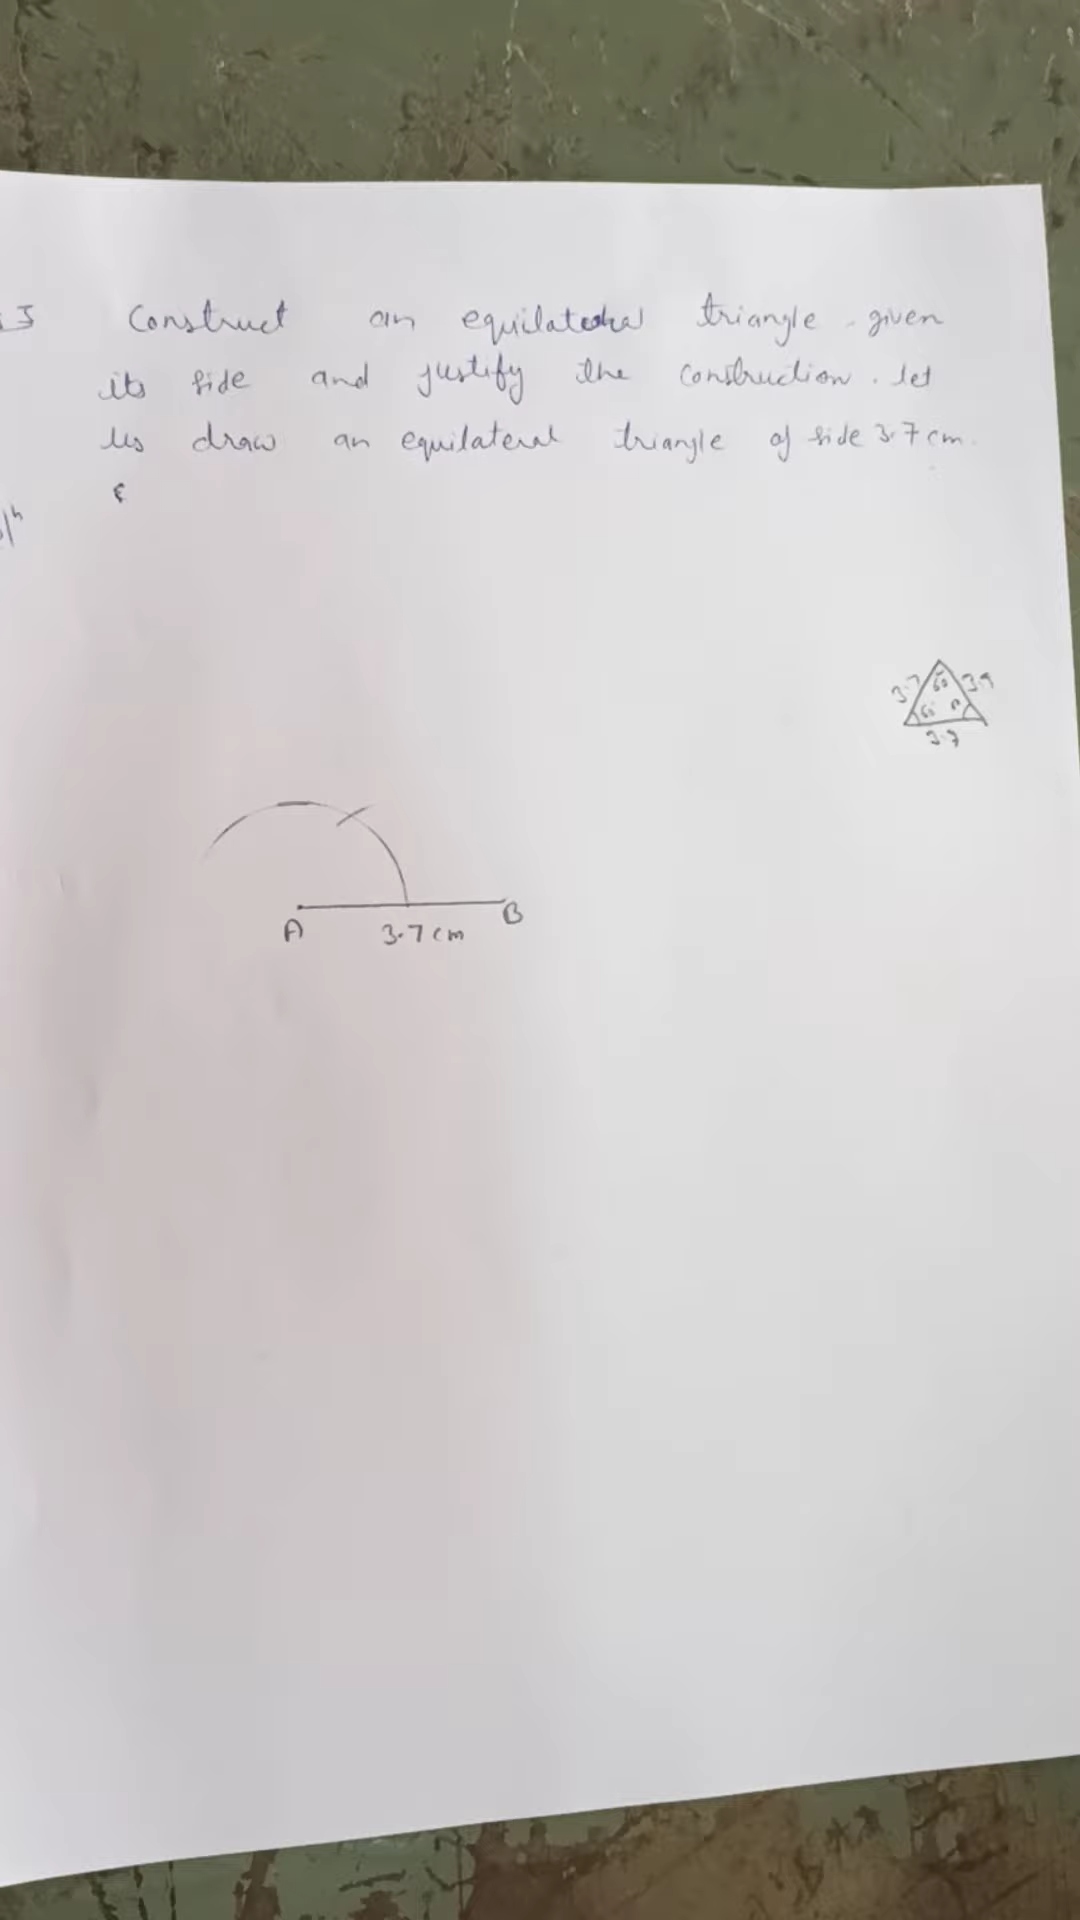 Construct an equilateral triangle given
its side and justify the construction. let
us draw an equilateral triangle of side 3.7 cm.
3.7 60 3.7
60
3.7
A 3.7 cm B